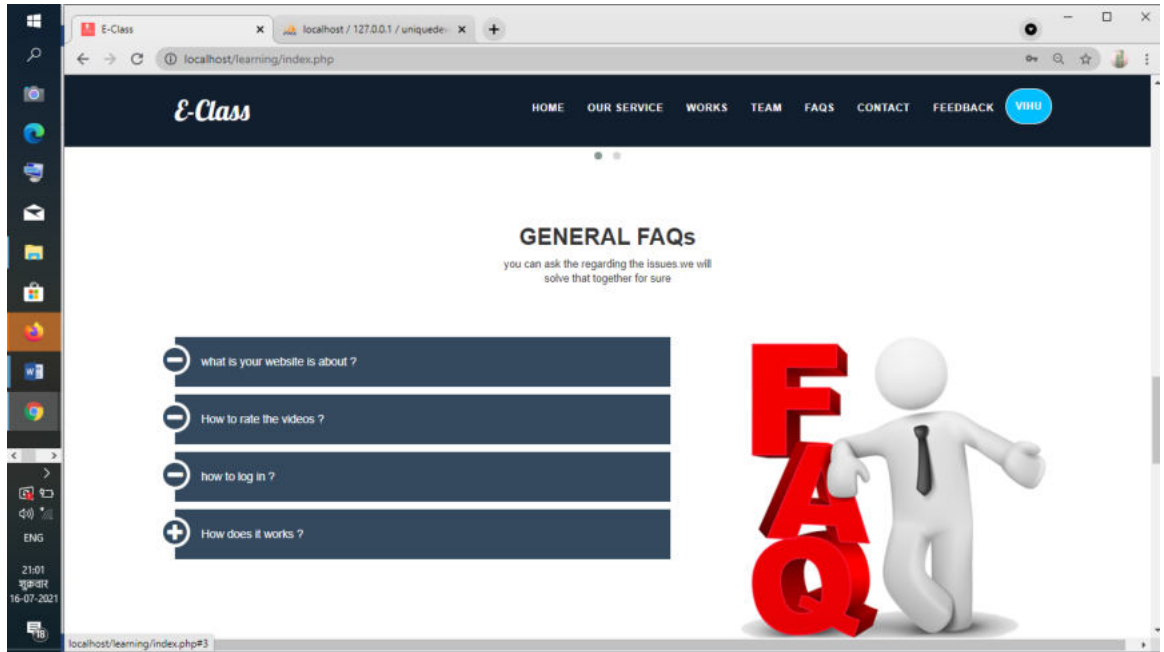 E-Class
localhost / 127.0.0.1 / uniquede
localhost/learning/index.php
E-Class
HOME OUR SERVICE WORKS TEAM FAQS CONTACT FEEDBACK VIHU
GENERAL FAQs
you can ask the regarding the issues.we will
solve that together for sure
what is your website is about ?
How to rate the videos ?
how to log in ?
How does it works ?
FAQ
ENG
21:01
शुक्रवार
16-07-2021
18
localhost/learning/index.php#3